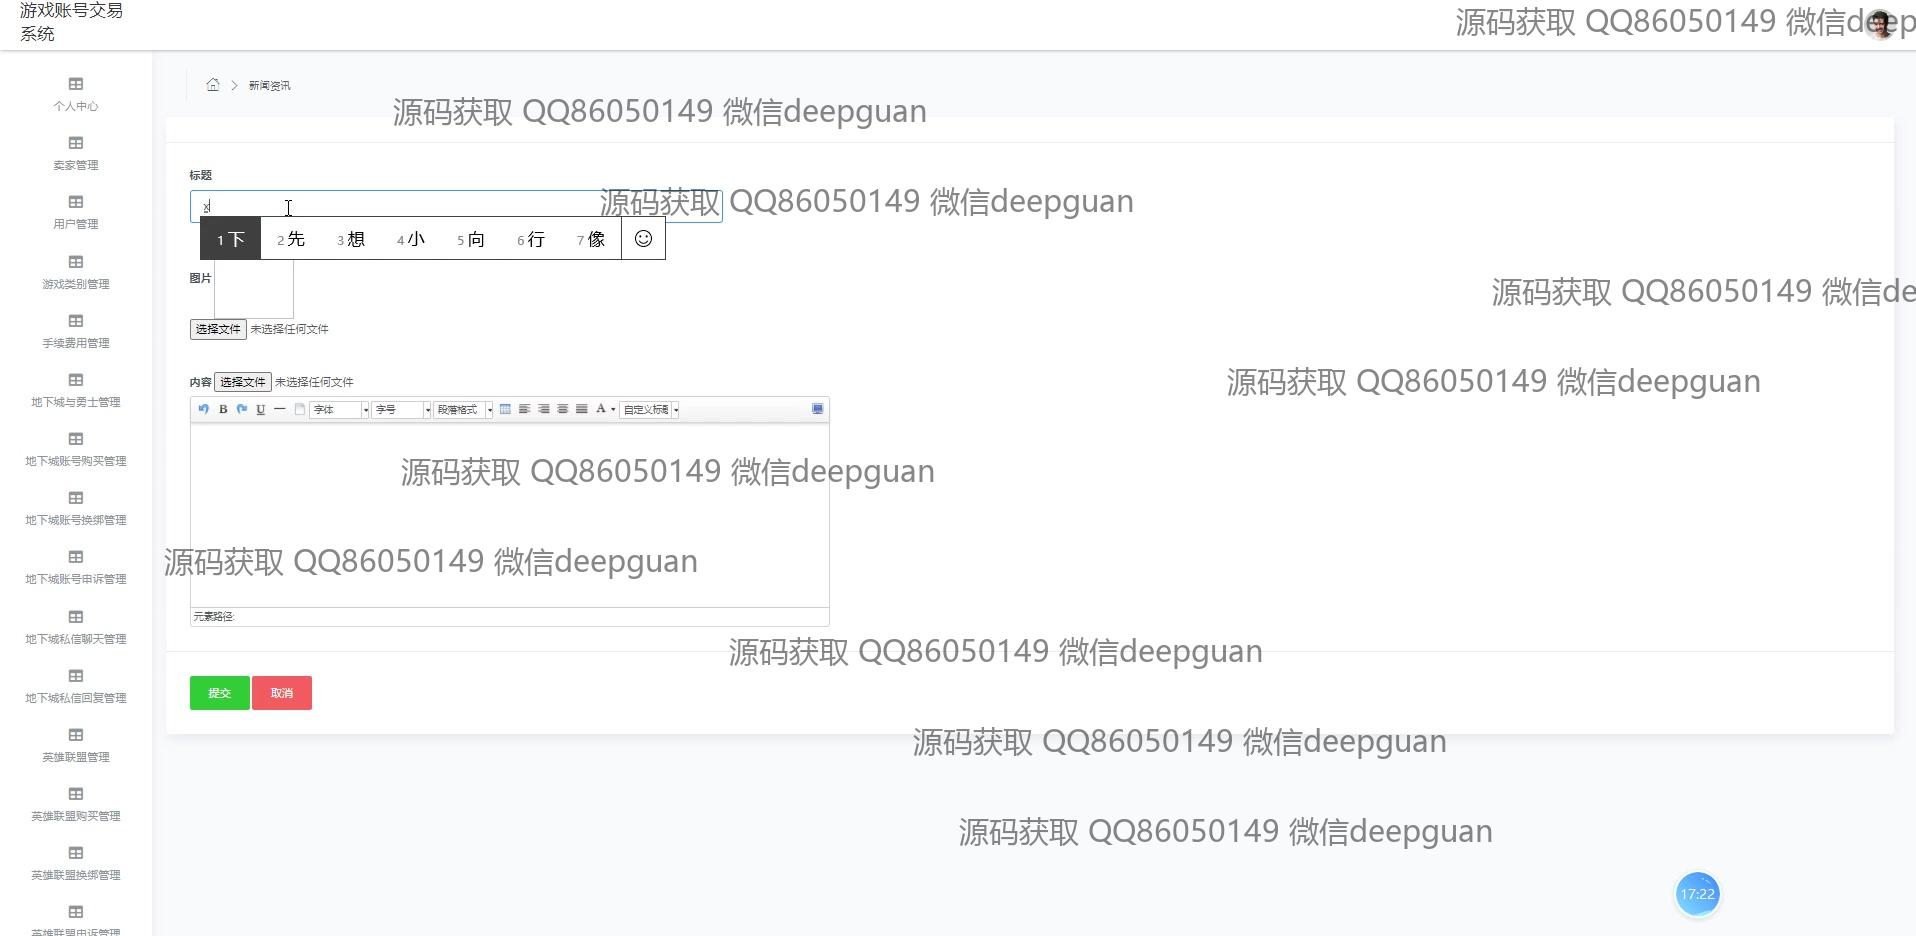 游戏账号交易
系统
源码获取 QQ86050149 微信deep
个人中心
卖家管理
用户管理
游戏类别管理
手续费用管理
地下城与勇士管理
地下城账号购买管理
地下城账号换绑管理
地下城账号申诉管理
地下城私信聊天管理
地下城私信回复管理
英雄联盟管理
英雄联盟购买管理
英雄联盟换绑管理
英雄联盟申诉管理
新闻资讯
源码获取 QQ86050149 微信deepguan
标题
x
源码获取 QQ86050149 微信deepguan
1 下 2 先 3 想 4 小 5 向 6 行 7 像
图片
源码获取 QQ86050149 微信de
选择文件 未选择任何文件
内容 选择文件 未选择任何文件
源码获取 QQ86050149 微信deepguan
B U 字体 字号 段落格式 A 自定义标题
源码获取 QQ86050149 微信deepguan
源码获取 QQ86050149 微信deepguan
元素路径:
源码获取 QQ86050149 微信deepguan
提交 取消
源码获取 QQ86050149 微信deepguan
源码获取 QQ86050149 微信deepguan
17:22